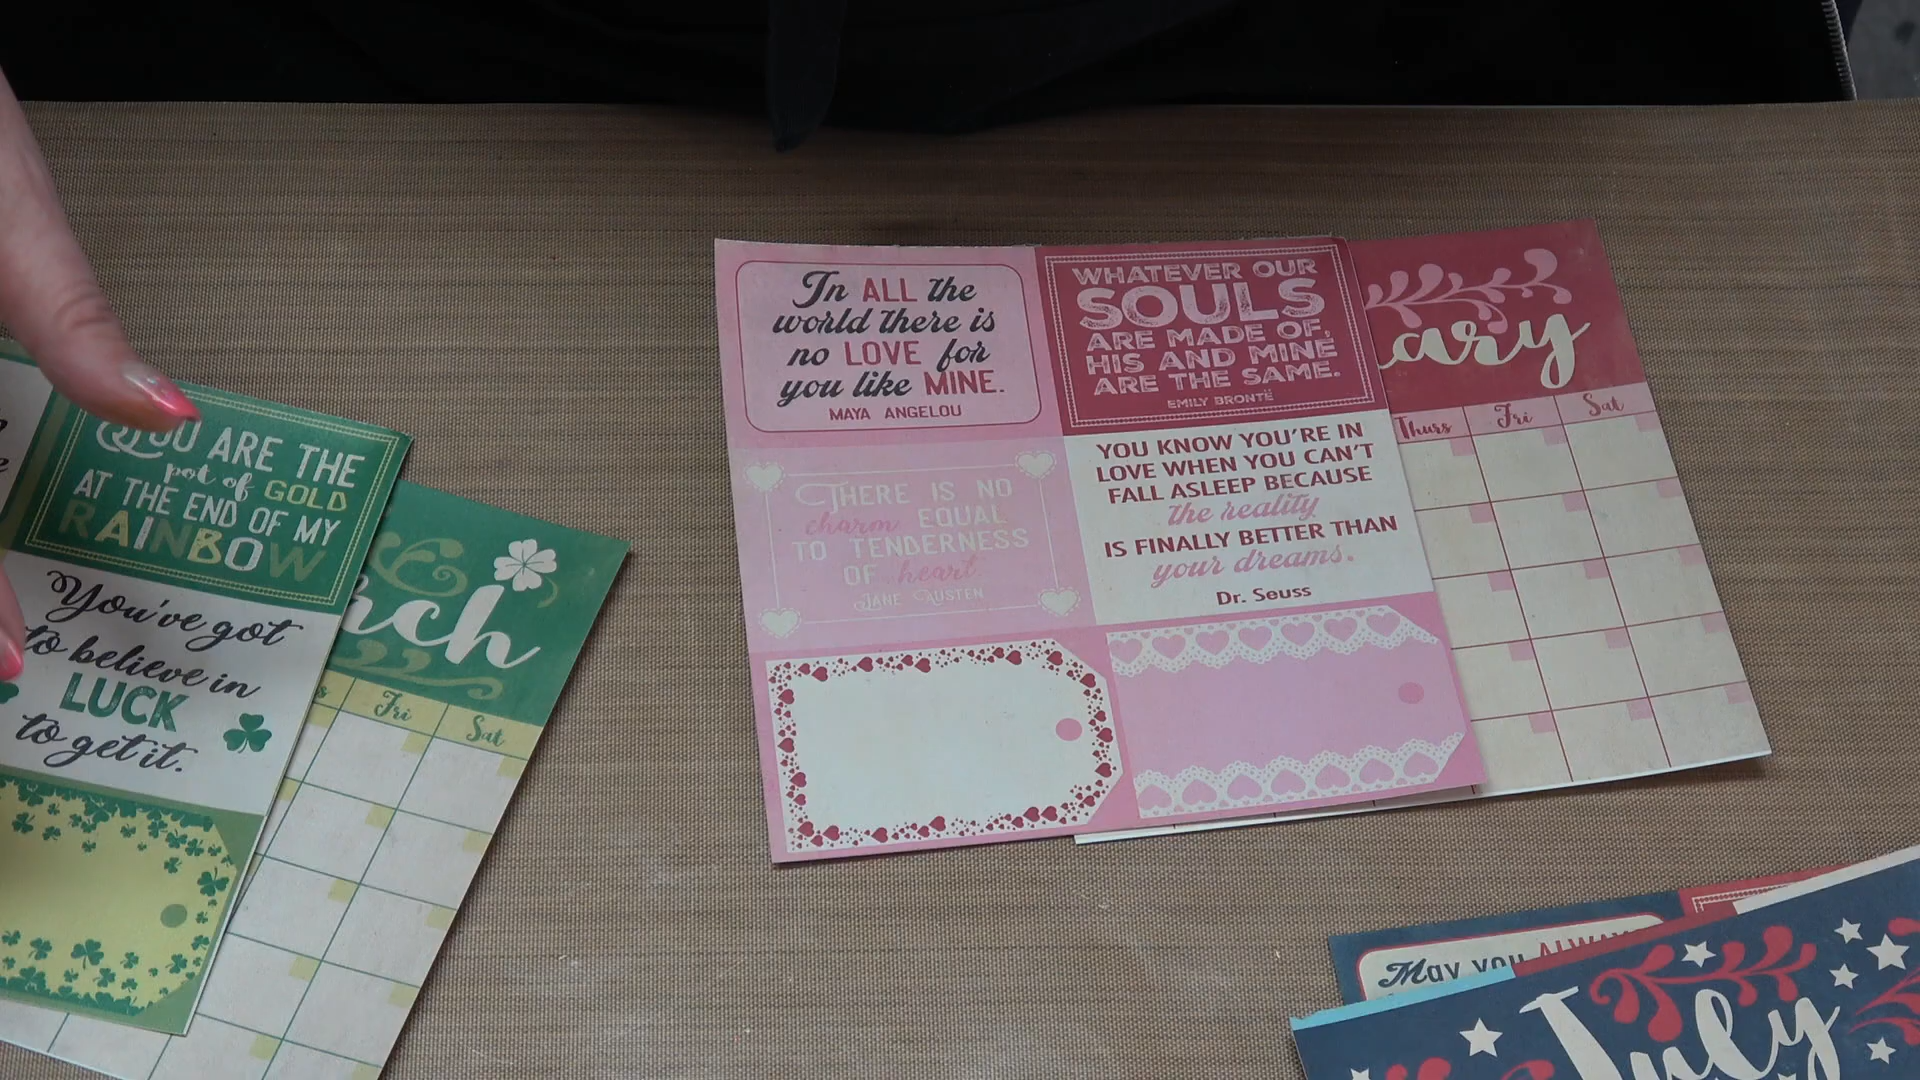 YOU ARE THE
pot of GOLD
AT THE END OF MY
RAINBOW
You've got
to believe in
LUCK
to get it.
ch
Fri
Sat
In ALL the
world there is
no LOVE for
you like MINE.
MAYA ANGELOU
WHATEVER OUR
SOULS
ARE MADE OF,
HIS AND MINE
ARE THE SAME.
EMILY BRONTË
THERE IS NO
charm EQUAL
TO TENDERNESS
OF heart.
JANE AUSTEN
YOU KNOW YOU'RE IN
LOVE WHEN YOU CAN'T
FALL ASLEEP BECAUSE
the reality
IS FINALLY BETTER THAN
your dreams.
Dr. Seuss
ary
Thurs
Fri
Sat
May you ALWAYS
July